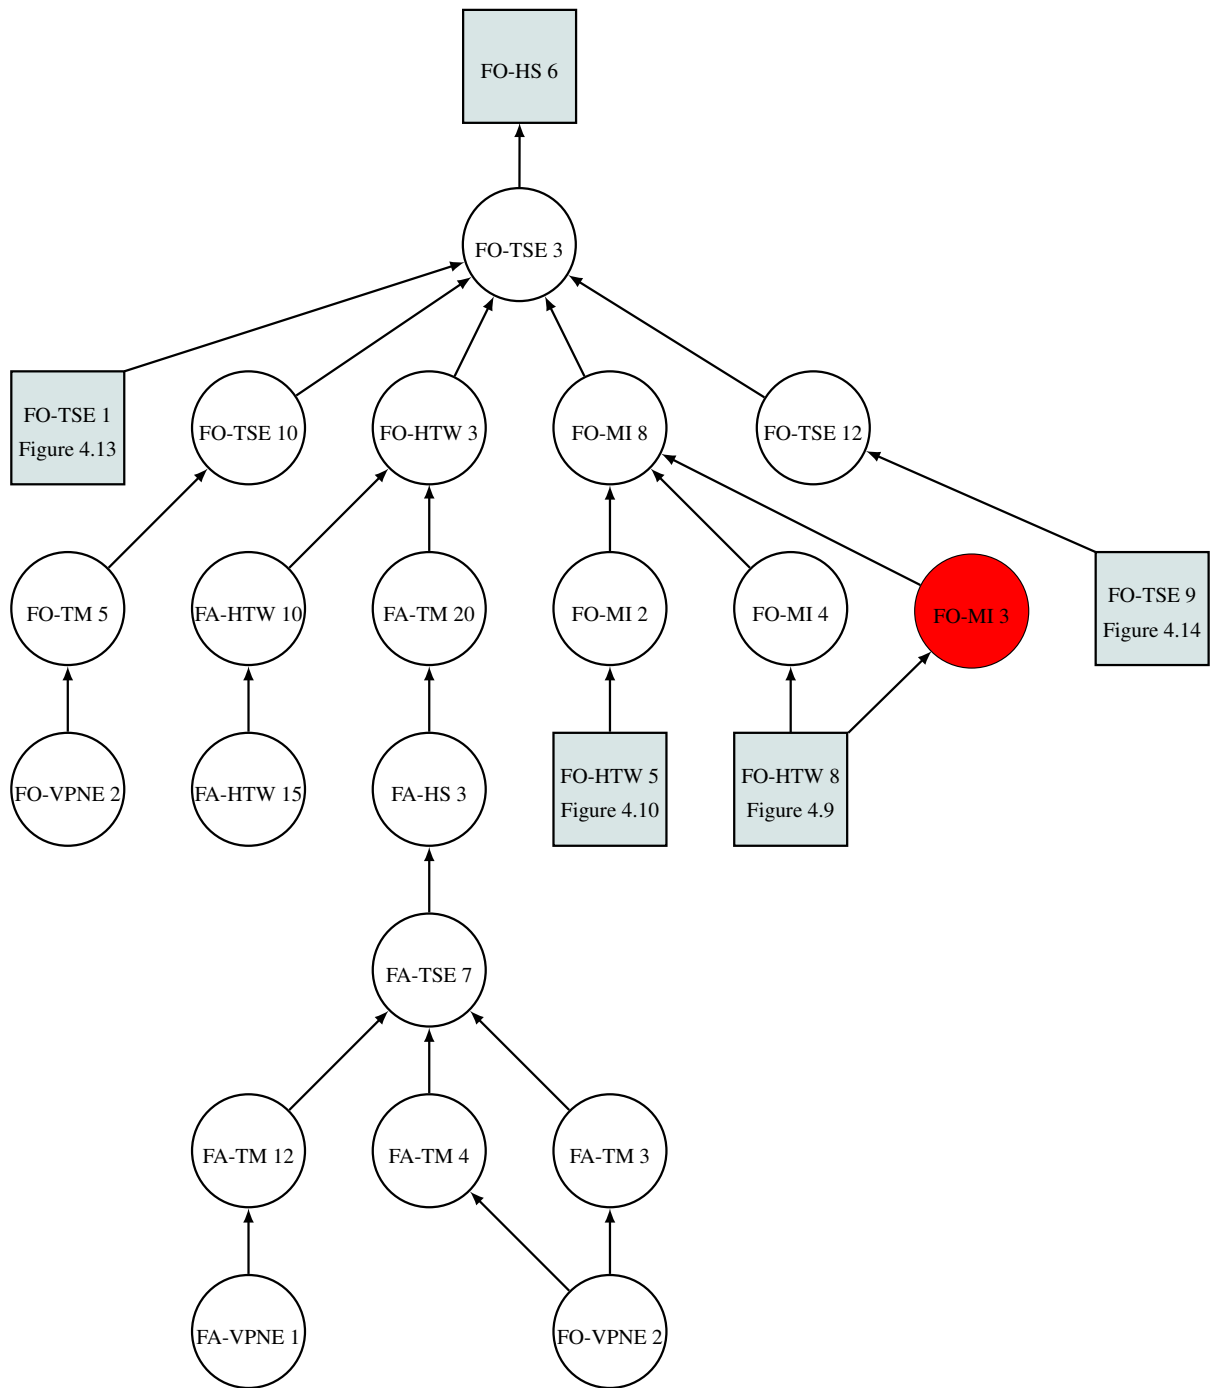 FO-HS 6
FO-TSE 3
FO-TSE 1
Figure 4.13
FO-TSE 10
FO-HTW 3
FO-MI 8
FO-TSE 12
FO-TM 5
FA-HTW 10
FA-TM 20
FO-MI 2
FO-MI 4
FO-MI 3
FO-TSE 9
Figure 4.14
FO-VPNE 2
FA-HTW 15
FA-HS 3
FO-HTW 5
Figure 4.10
FO-HTW 8
Figure 4.9
FA-TSE 7
FA-TM 12
FA-TM 4
FA-TM 3
FA-VPNE 1
FO-VPNE 2